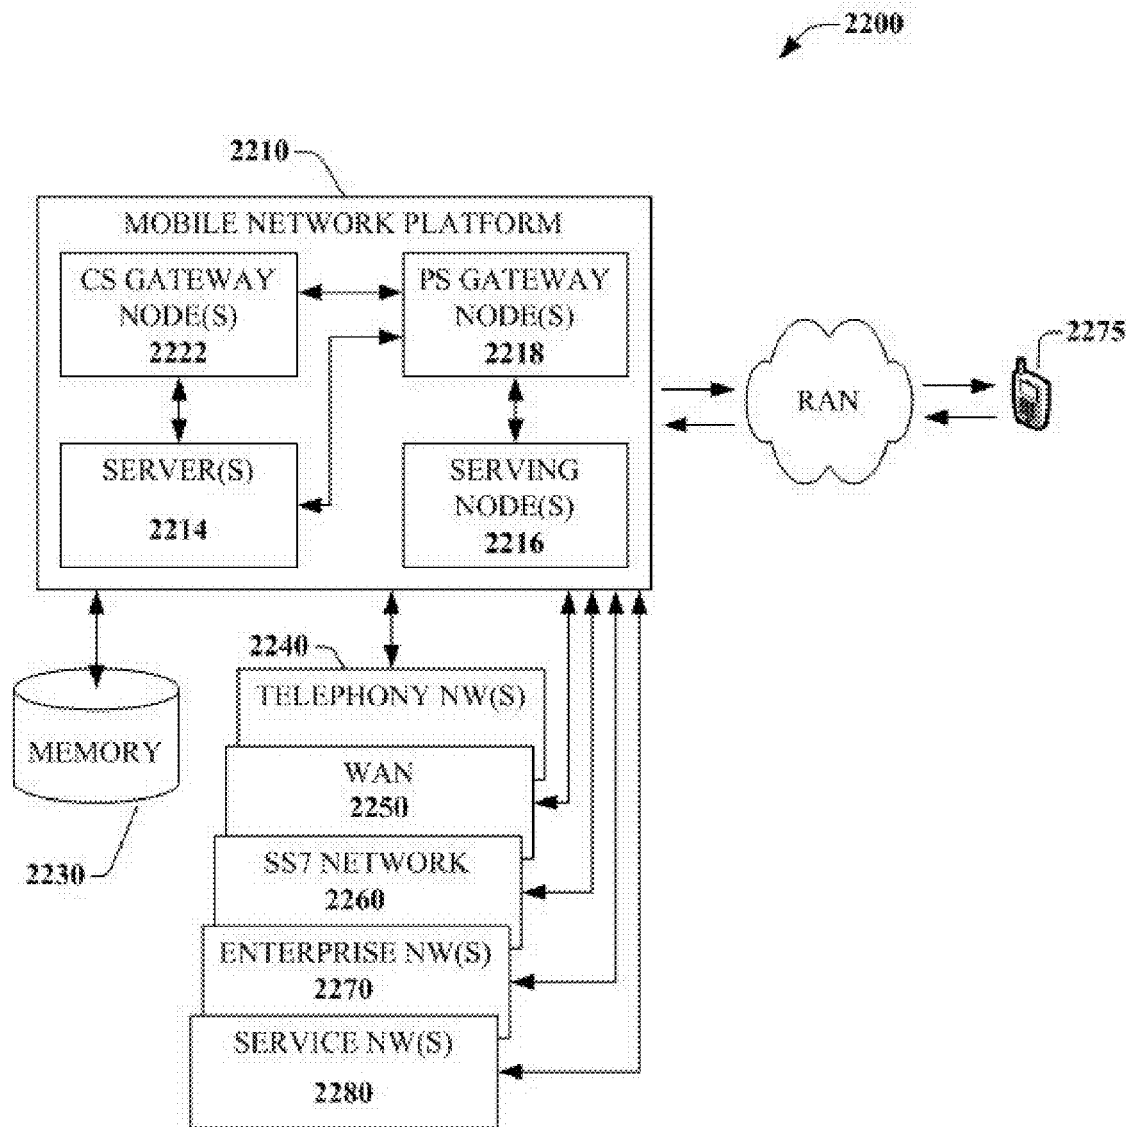 2200
2210
MOBILE NETWORK PLATFORM
CS GATEWAY
NODE(S)
2222
PS GATEWAY
NODE(S)
2218
2275
RAN
SERVER(S)
2214
SERVING
NODE(S)
2216
2240
TELEPHONY NW(S)
MEMORY
WAN
2250
2230
SS7 NETWORK
2260
ENTERPRISE NW(S)
2270
SERVICE NW(S)
2280